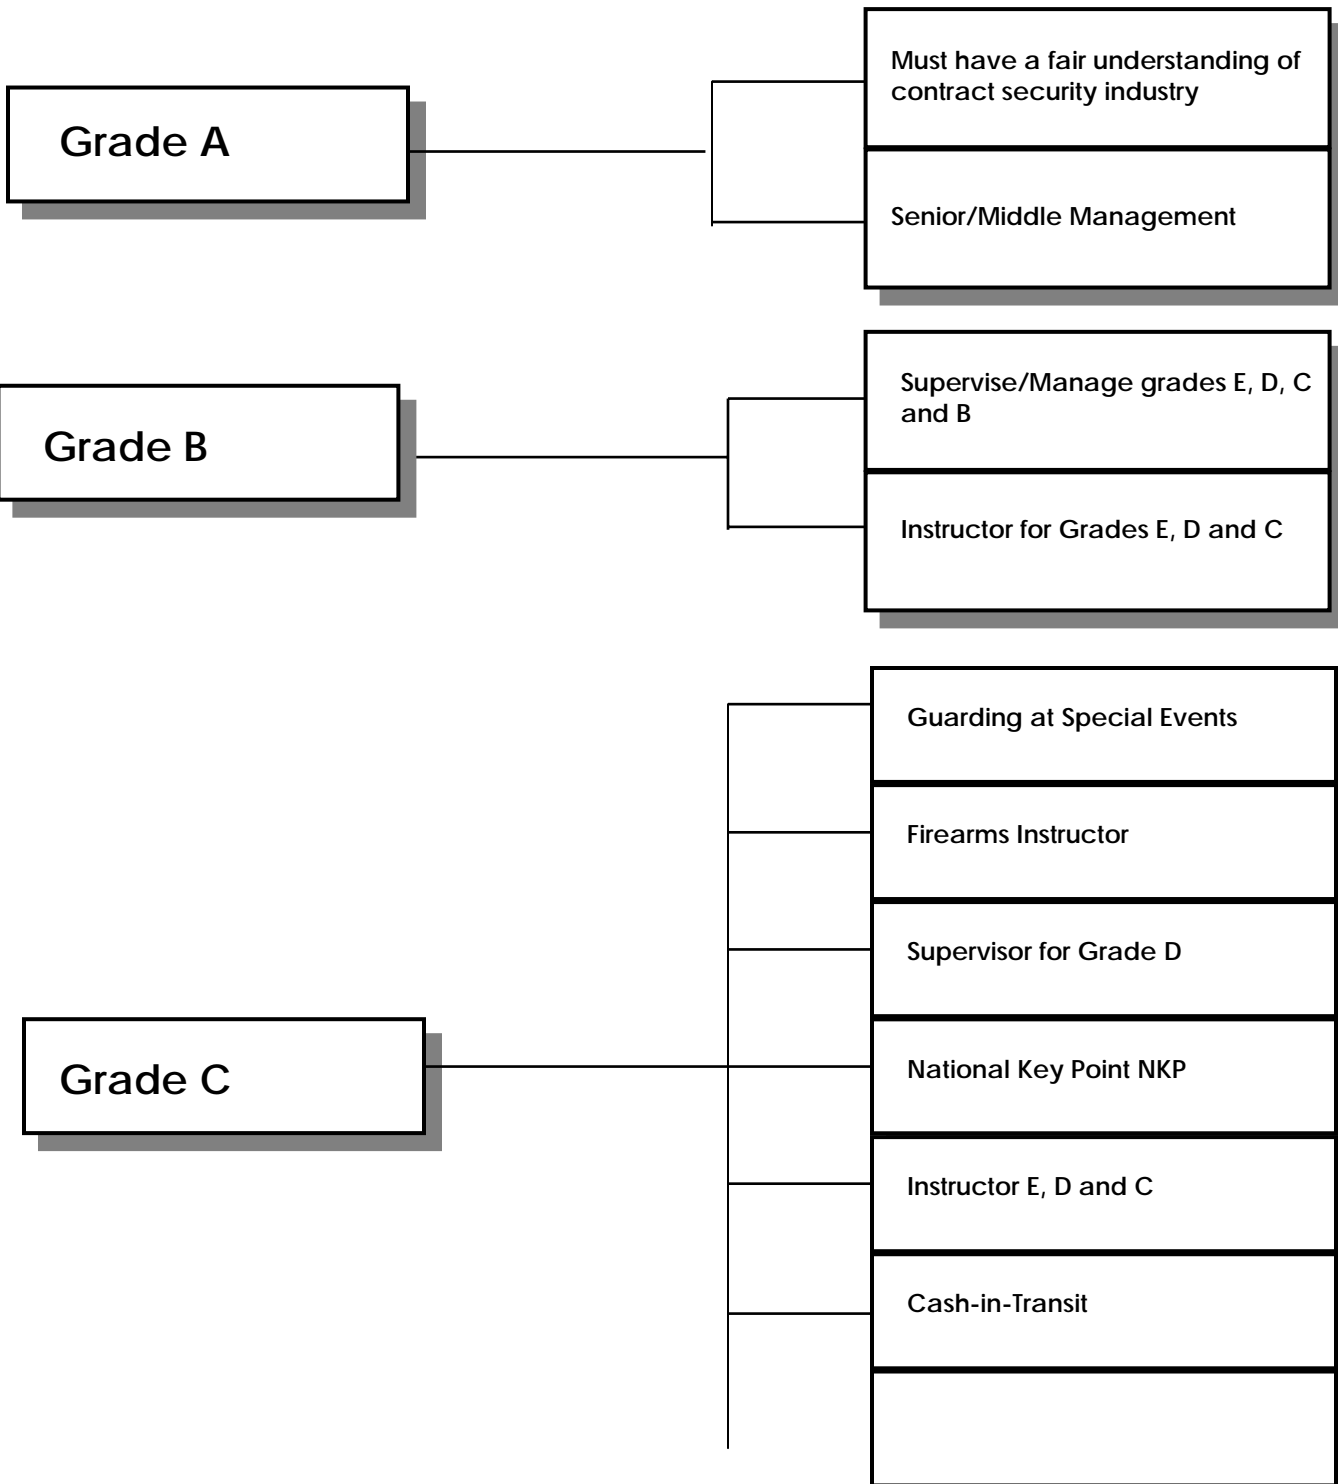 Grade A
Must have a fair understanding of
contract security industry
Senior/Middle Management
Grade B
Supervise/Manage grades E, D, C
and B
Instructor for Grades E, D and C
Grade C
Guarding at Special Events
Firearms Instructor
Supervisor for Grade D
National Key Point NKP
Instructor E, D and C
Cash-in-Transit